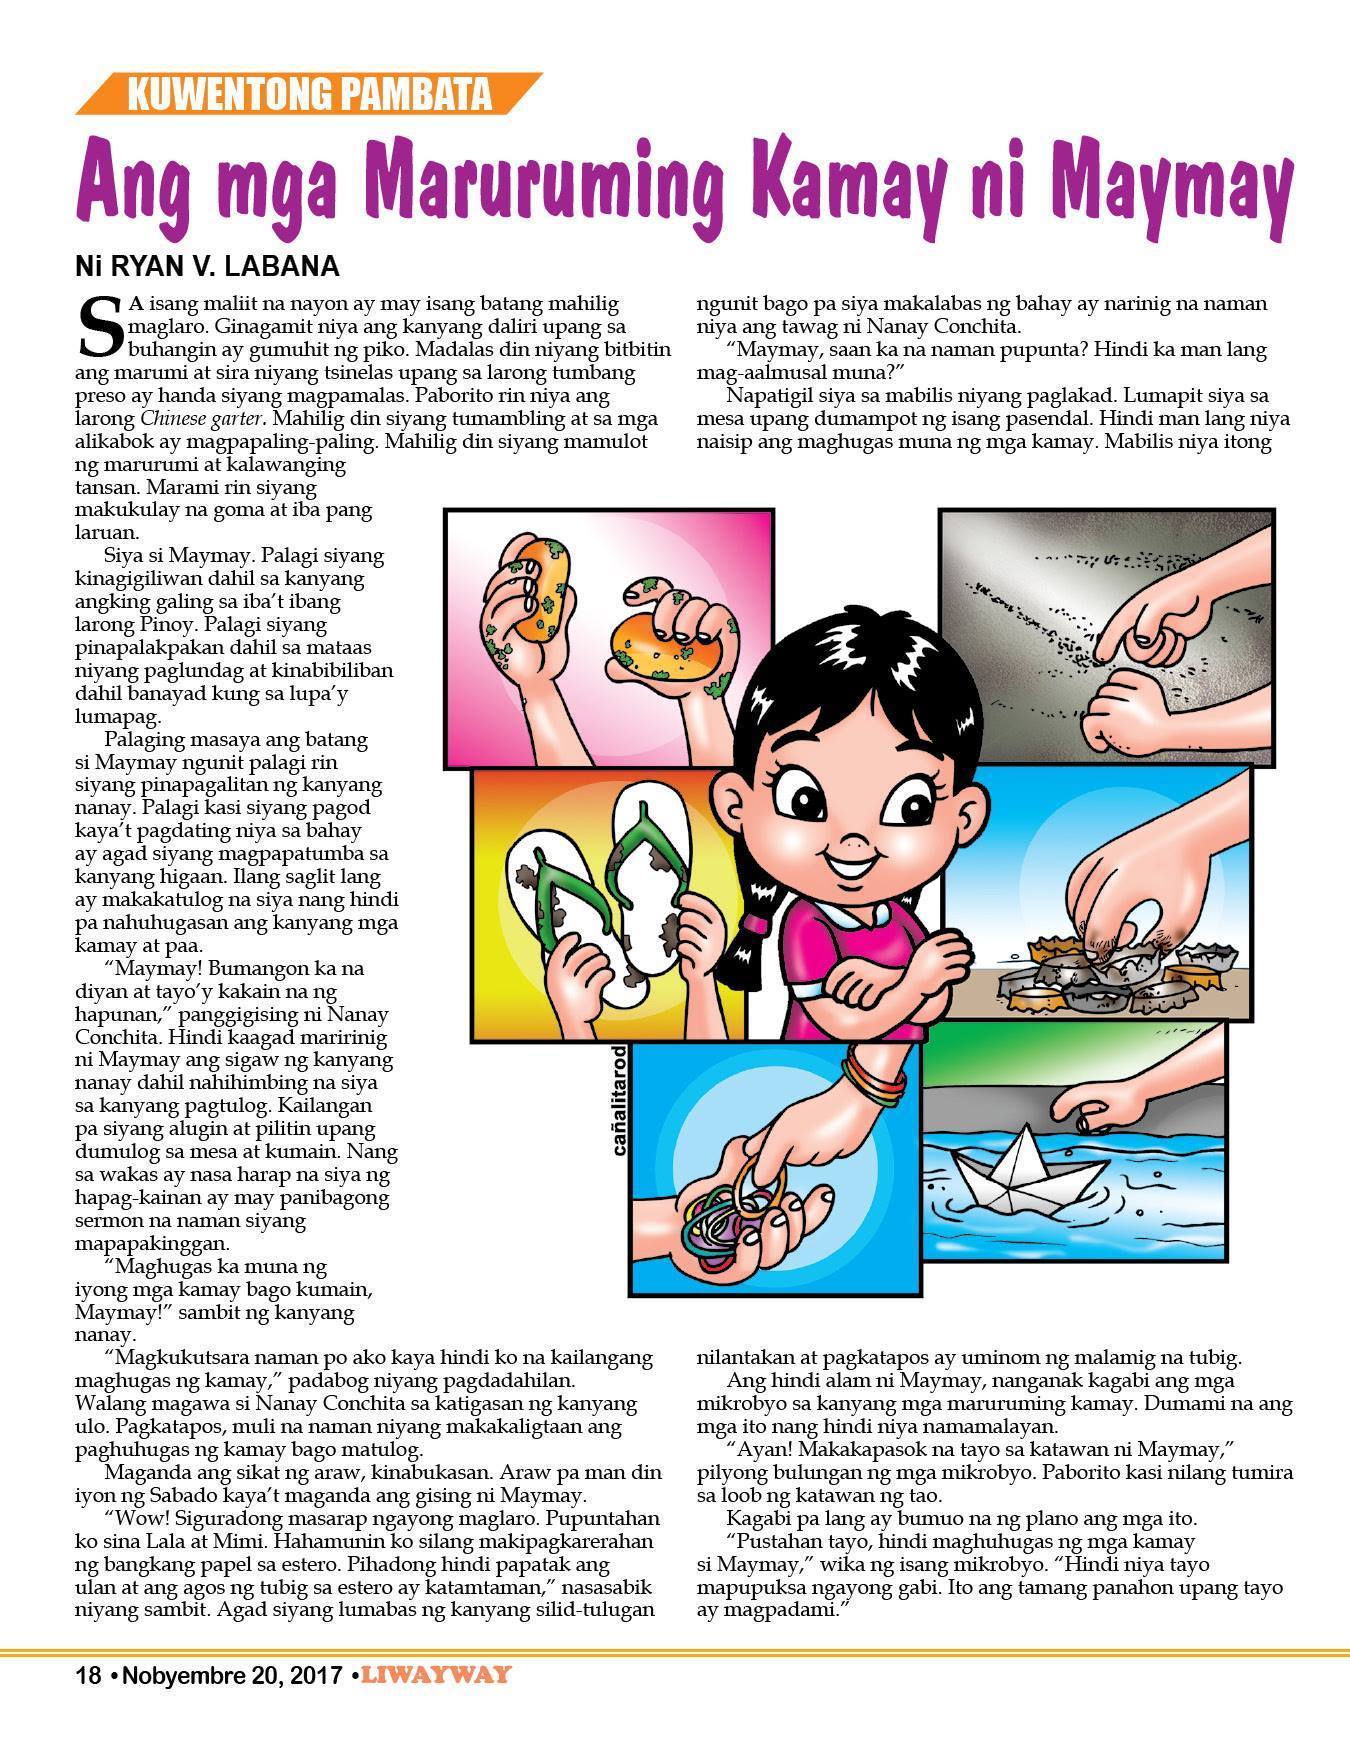 KUWENTONG PAMBATA
Ang mga Maruruming Kamay ni Maymay
Ni RYAN V. LABANA
SA isang maliit na nayon ay may isang batang mahilig
maglaro. Ginagamit niya ang kanyang daliri upang sa
buhangin ay gumuhit ng piko. Madalas din niyang bitbitin
ang marumi at sira niyang tsinelas upang sa larong tumbang
preso ay handa siyang magpamalas. Paborito rin niya ang
larong Chinese garter. Mahilig din siyang tumambling at sa mga
alikabok ay magpapaling-paling. Mahilig din siyang mamulot
ng marurumi at kalawanging
tansan. Marami rin siyang
makukulay na goma at iba pang
laruan.
Siya si Maymay. Palagi siyang
kinagigiliwan dahil sa kanyang
angking galing sa iba't ibang
larong Pinoy. Palagi siyang
pinapalakpakan dahil sa mataas
niyang paglundag at kinabibiliban
dahil banayad kung sa lupa'y
lumapag.
Palaging masaya ang batang
si Maymay ngunit palagi rin
siyang pinapagalitan ng kanyang
nanay. Palagi kasi siyang pagod
kaya't pagdating niya sa bahay
ay agad siyang magpapatumba sa
kanyang higaan. Ilang saglit lang
ay makakatulog na siya nang hindi
pa nahuhugasan ang kanyang mga
kamay at paa.
“Maymay! Bumangon ka na
diyan at tayo'y kakain na ng
hapunan,” panggigising ni Nanay
Conchita. Hindi kaagad maririnig
ni Maymay ang sigaw ng kanyang
nanay dahil nahihimbing na siya
sa kanyang pagtulog. Kailangan
pa siyang alugin at pilitin upang
dumulog sa mesa at kumain. Nang
sa wakas ay nasa harap na siya ng
hapag-kainan ay may panibagong
sermon na naman siyang
mapapakinggan.
“Maghugas ka muna ng
iyong mga kamay bago kumain,
Maymay!” sambit ng kanyang
nanay.
“Magkukutsara naman po ako kaya hindi ko na kailangang
maghugas ng kamay,” padabog niyang pagdadahilan.
Walang magawa si Nanay Conchita sa katigasan ng kanyang
ulo. Pagkatapos, muli na naman niyang makakaligtaan ang
paghuhugas ng kamay bago matulog.
Maganda ang sikat ng araw, kinabukasan. Araw pa man din
iyon ng Sabado kaya't maganda ang gising ni Maymay.
“Wow! Siguradong masarap ngayong maglaro. Pupuntahan
ko sina Lala at Mimi. Hahamunin ko silang makipagkarerahan
ng bangkang papel sa estero. Pihadong hindi papatak ang
ulan at ang agos ng tubig sa estero ay katamtaman,” nasasabik
niyang sambit. Agad siyang lumabas ng kanyang silid-tulugan
ngunit bago pa siya makalabas ng bahay ay narinig na naman
niya ang tawag ni Nanay Conchita.
“Maymay, saan ka na naman pupunta? Hindi ka man lang
mag-aalmusal muna?”
Napatigil siya sa mabilis niyang paglakad. Lumapit siya sa
mesa upang dumampot ng isang pasendal. Hindi man lang niya
naisip ang maghugas muna ng mga kamay. Mabilis niya itong
cañalitarod
nilantakan at pagkatapos ay uminom ng malamig na tubig.
Ang hindi alam ni Maymay, nanganak kagabi ang mga
mikrobyo sa kanyang mga maruruming kamay. Dumami na ang
mga ito nang hindi niya namamalayan.
“Ayan! Makakapasok na tayo sa katawan ni Maymay,”
pilyong bulungan ng mga mikrobyo. Paborito kasi nilang tumira
sa loob ng katawan ng tao.
Kagabi pa lang ay bumuo na ng plano ang mga ito.
“Pustahan tayo, hindi maghuhugas ng mga kamay
si Maymay,” wika ng isang mikrobyo. “Hindi niya tayo
mapupuksa ngayong gabi. Ito ang tamang panahon upang tayo
ay magpadami.”
18 • Nobyembre 20, 2017 • LIWAYWAY